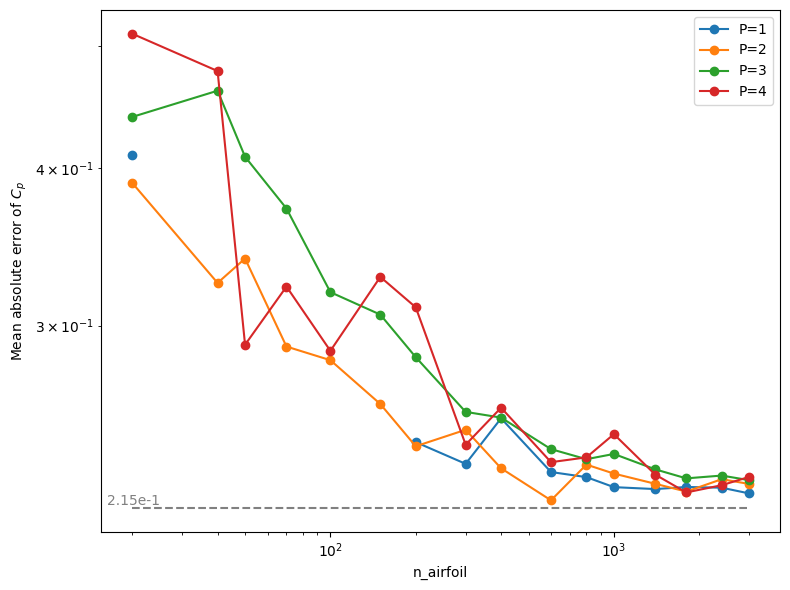 P=1
P=2
P=3
P=4
4 × 10⁻¹
3 × 10⁻¹
Mean absolute error of Cₚ
2.15e-1
10² 10³
n_airfoil